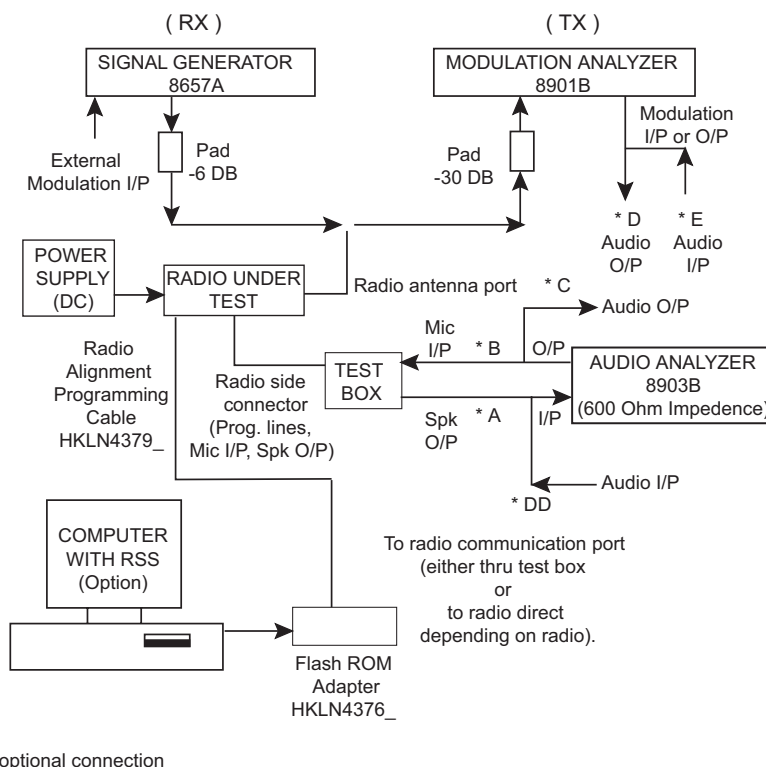 ( RX )
( TX )
SIGNAL GENERATOR
8657A
MODULATION ANALYZER
8901B
External
Modulation I/P
Pad
-6 DB
Pad
-30 DB
Modulation
I/P or O/P
* D
Audio
O/P
* E
Audio
I/P
POWER
SUPPLY
(DC)
RADIO UNDER
TEST
Radio antenna port
* C
Audio O/P
Mic
I/P
* B
O/P
Radio
Alignment
Programming
Cable
HKLN4379_
Radio side
connector
(Prog. lines,
Mic I/P, Spk O/P)
TEST
BOX
AUDIO ANALYZER
8903B
(600 Ohm Impedence)
Spk
O/P
* A
I/P
Audio I/P
* DD
COMPUTER
WITH RSS
(Option)
To radio communication port
(either thru test box
or
to radio direct
depending on radio).
Flash ROM
Adapter
HKLN4376_
optional connection